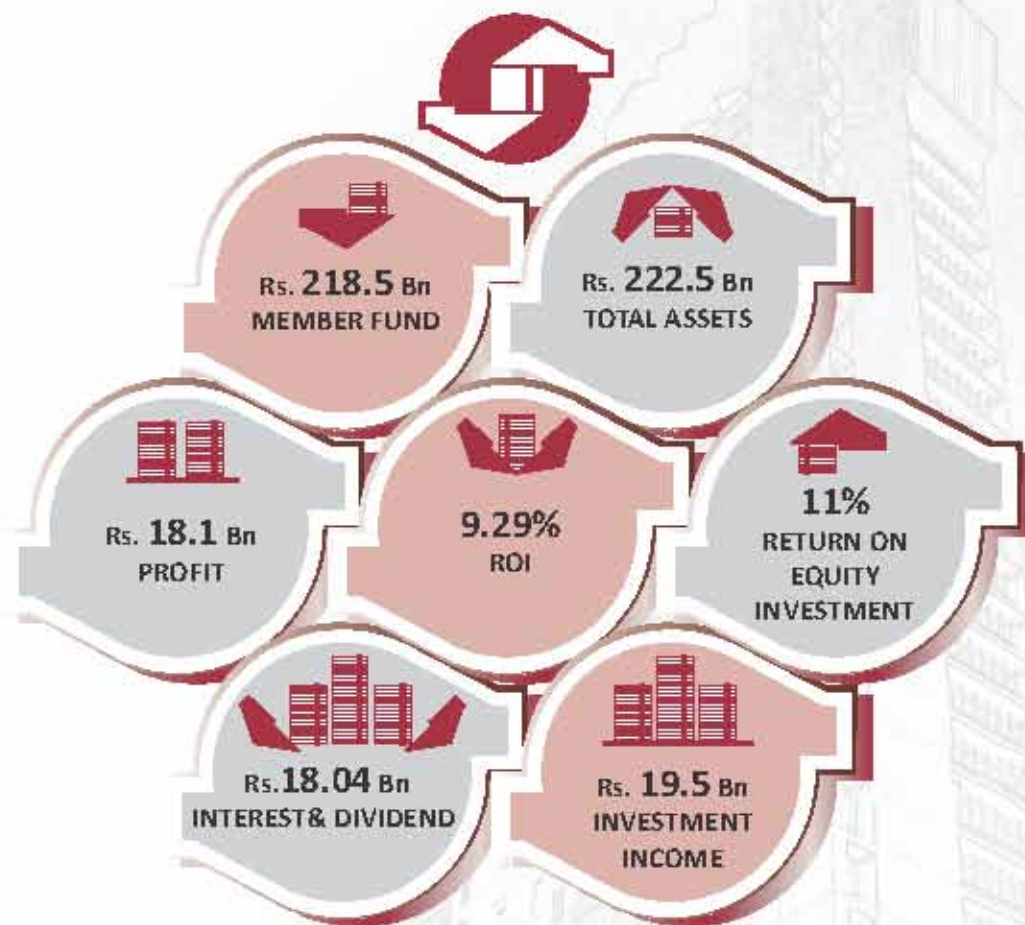 Rs. 218.5 Bn
MEMBER FUND
Rs. 222.5 Bn
TOTAL ASSETS
Rs. 18.1 Bn
PROFIT
9.29%
ROI
11%
RETURN ON
EQUITY
INVESTMENT
Rs.18.04 Bn
INTEREST& DIVIDEND
Rs. 19.5 Bn
INVESTMENT
INCOME